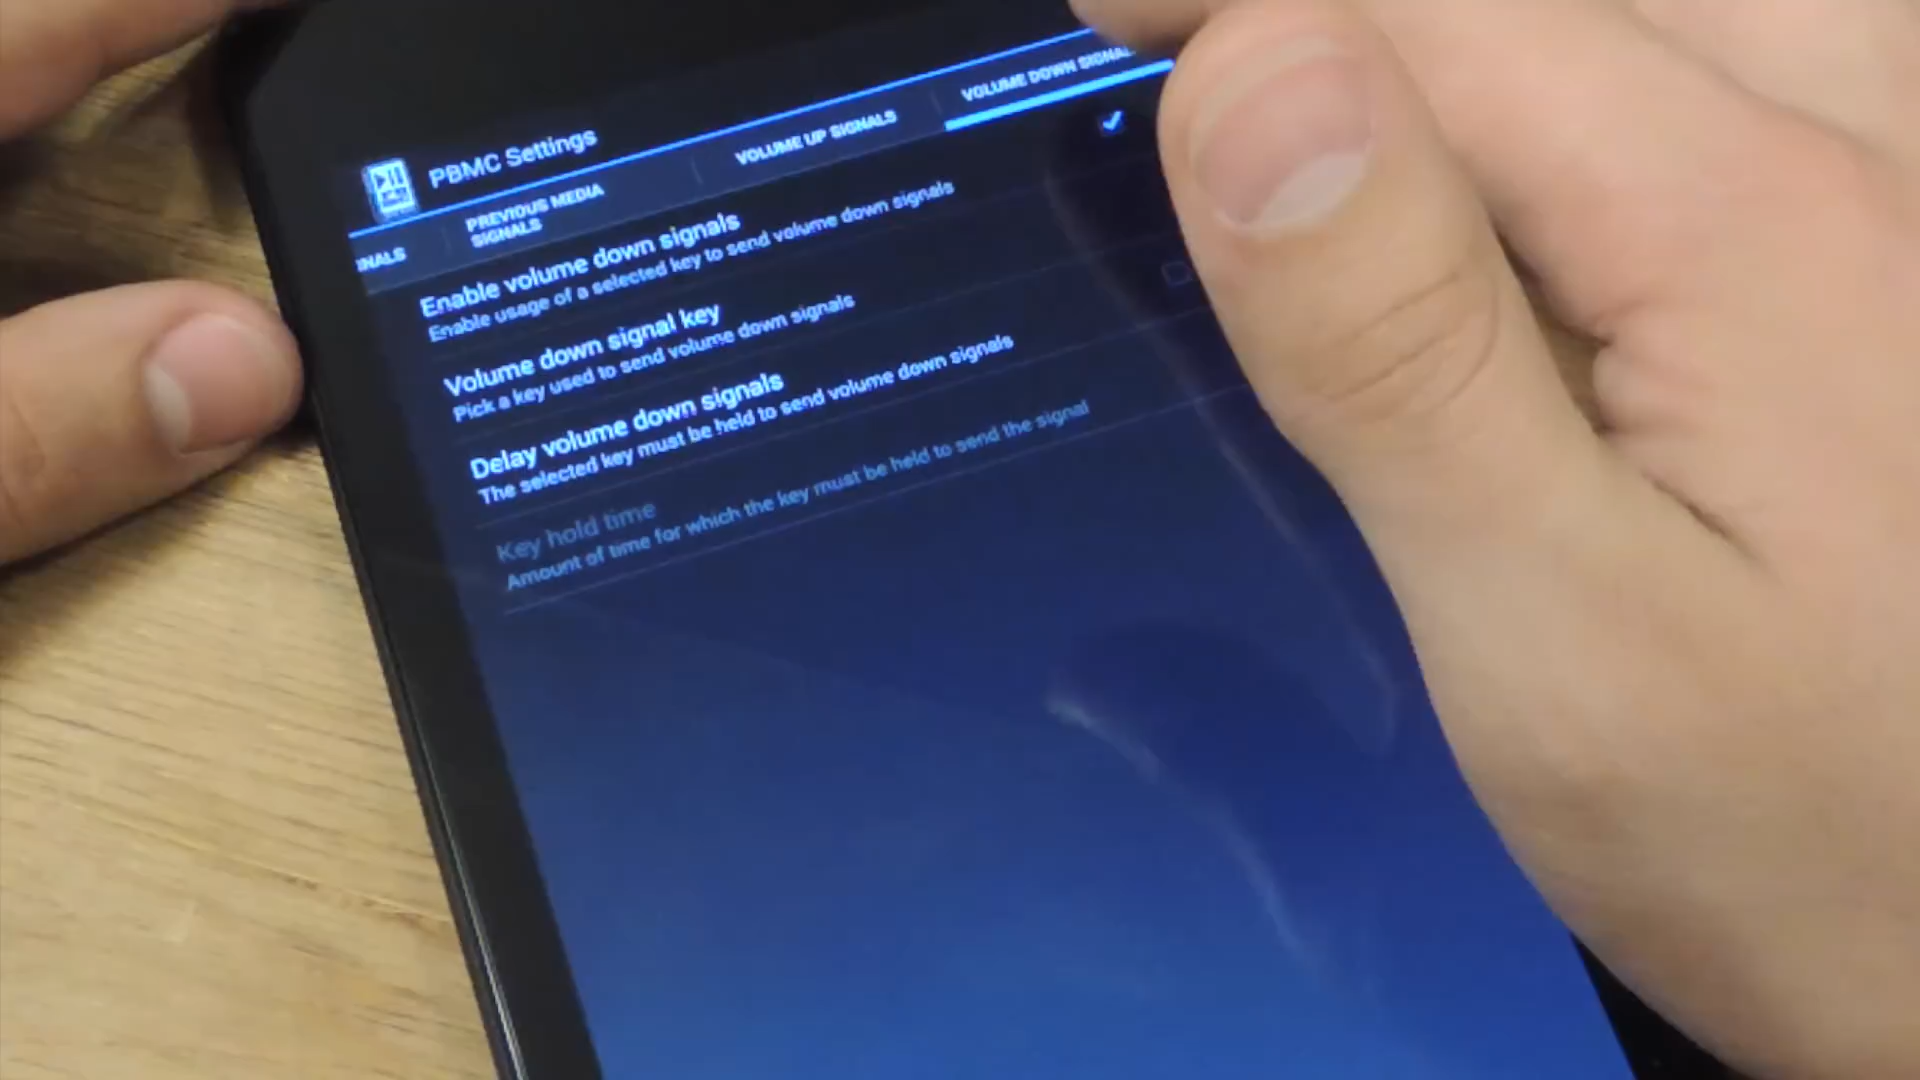 PBMC Settings
PREVIOUS MEDIA
SIGNALS
VOLUME UP SIGNALS
VOLUME DOWN
Enable volume down signals
Enable usage of a selected key to send volume down signals
Volume down signal key
Pick a key used to send volume down signals
Delay volume down signals
The selected key must be held to send volume down signals
Key hold time
Amount of time for which the key must be held to send the signal